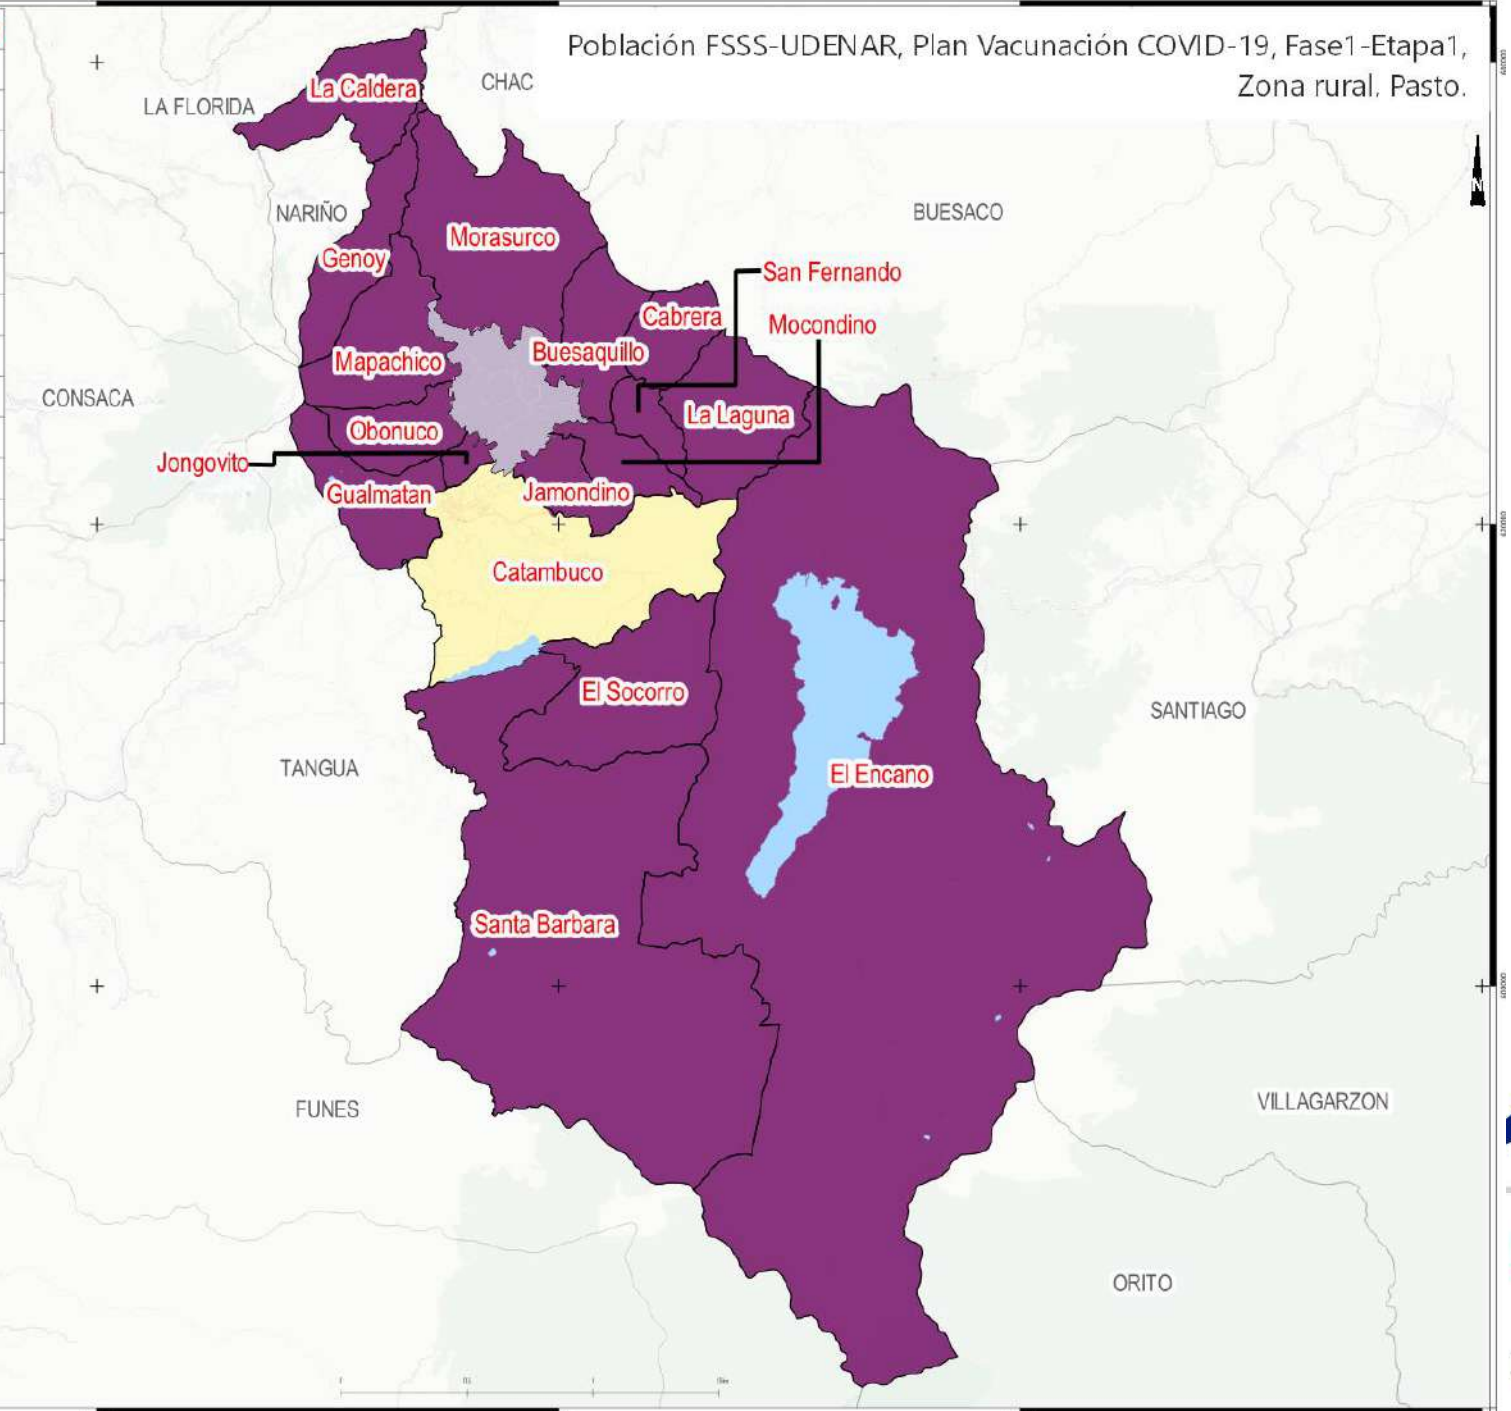 Población FSSS-UDENAR, Plan Vacunación COVID-19, Fase1-Etapa1,
Zona rural. Pasto.
CHAC
La Caldera
LA FLORIDA
N
NARIÑO
BUESACO
Morasurco
Genoy
San Fernando
Cabrera
Mocondino
Buesaquillo
Mapachico
CONSACA
La Laguna
Obonuco
Jongovito
Gualmatan
Jamondino
Catambuco
El Socorro
SANTIAGO
TANGUA
El Encano
Santa Barbara
VILLAGARZON
FUNES
ORITO